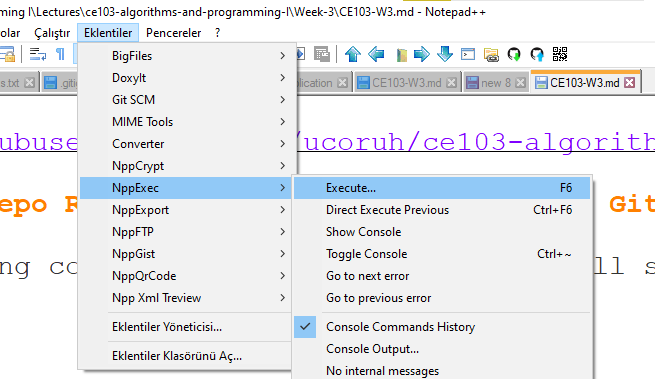 ming I\Lectures\ce103-algorithms-and-programming-I\Week-3\CE103-W3.md - Notepad++
lar Çalıştır Eklentiler Pencereler ?
s.txt .gitig plication CE103-W3.md new 8 CE103-W3.md
BigFiles
DoxyIt
Git SCM
MIME Tools
Converter
NppCrypt
NppExec
NppExport
NppFTP
NppGist
NppQrCode
Npp Xml Treview
Eklentiler Yöneticisi...
Eklentiler Klasörünü Aç...
Execute... F6
Direct Execute Previous Ctrl+F6
Show Console
Toggle Console Ctrl+~
Go to next error
Go to previous error
Console Commands History
Console Output...
No internal messages
ubuse /ucoruh/ce103-algorith
epo R Git
ng co ll s